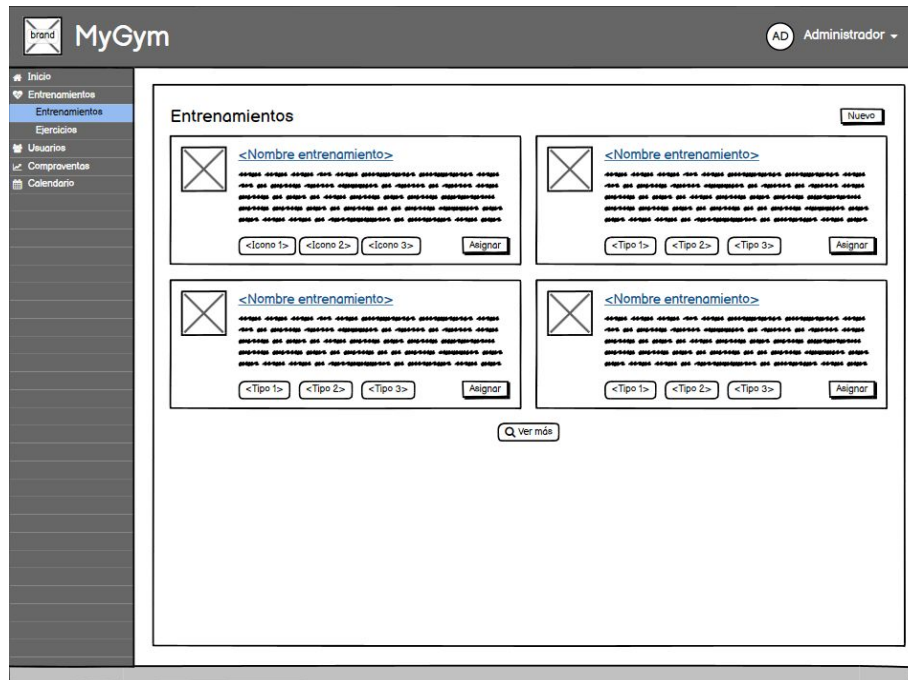 brand
MyGym
AD
Administrador
Inicio
Entrenamientos
Entrenamientos
Ejercicios
Usuarios
Compraventas
Calendario
Entrenamientos
Nuevo
<Nombre entrenamiento>
<Icono 1> <Icono 2> <Icono 3> Asignar
<Nombre entrenamiento>
<Tipo 1> <Tipo 2> <Tipo 3> Asignar
<Nombre entrenamiento>
<Tipo 1> <Tipo 2> <Tipo 3> Asignar
<Nombre entrenamiento>
<Tipo 1> <Tipo 2> <Tipo 3> Asignar
Ver más